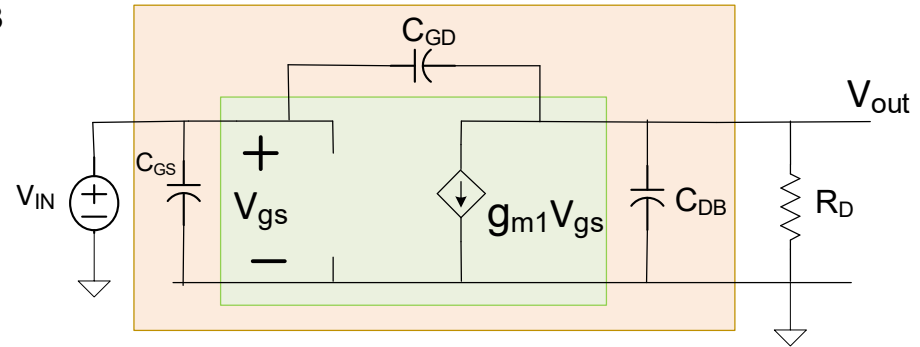 C_GD
V_out
+
C_GS
V_IN
+
−
V_gs
g_m1V_gs
C_DB
R_D
−